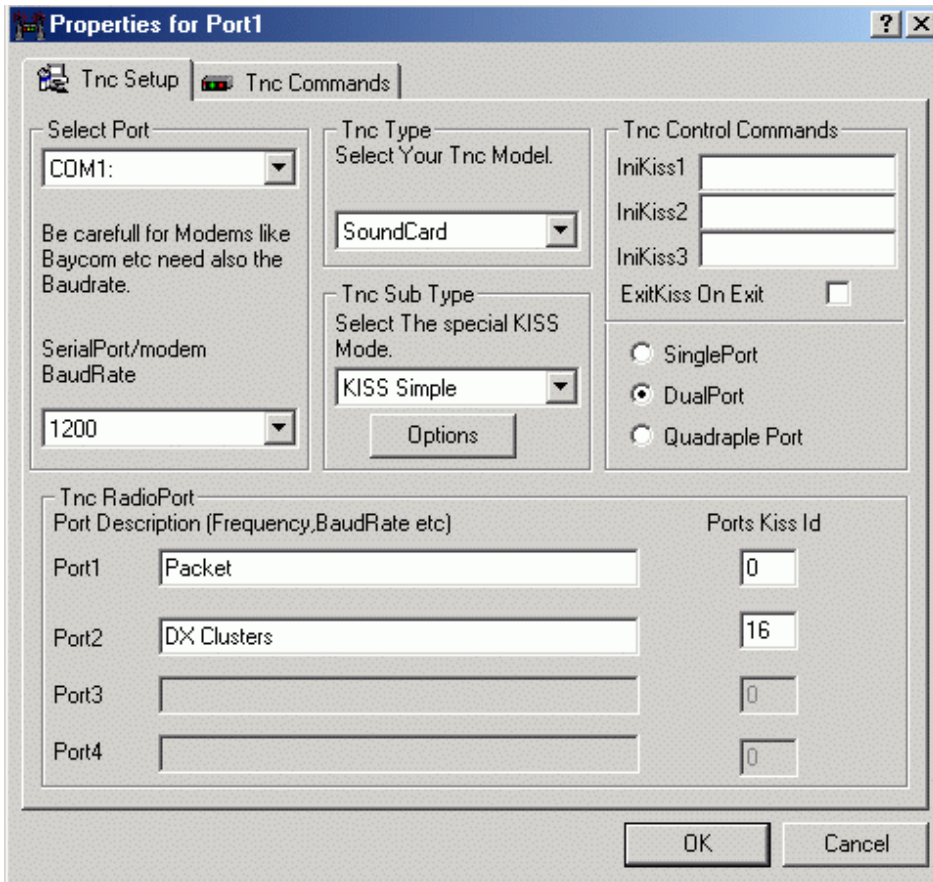 Properties for Port1
Tnc Setup
Tnc Commands
Select Port
COM1:
Be carefull for Modems like
Baycom etc need also the
Baudrate.
SerialPort/modem
BaudRate
1200
Tnc Type
Select Your Tnc Model.
SoundCard
Tnc Sub Type
Select The special KISS
Mode.
KISS Simple
Options
Tnc Control Commands
IniKiss1
IniKiss2
IniKiss3
ExitKiss On Exit
SinglePort
DualPort
Quadraple Port
Tnc RadioPort
Port Description (Frequency,BaudRate etc)
Ports Kiss Id
Port1 Packet 0
Port2 DX Clusters 16
Port3 0
Port4 0
OK
Cancel